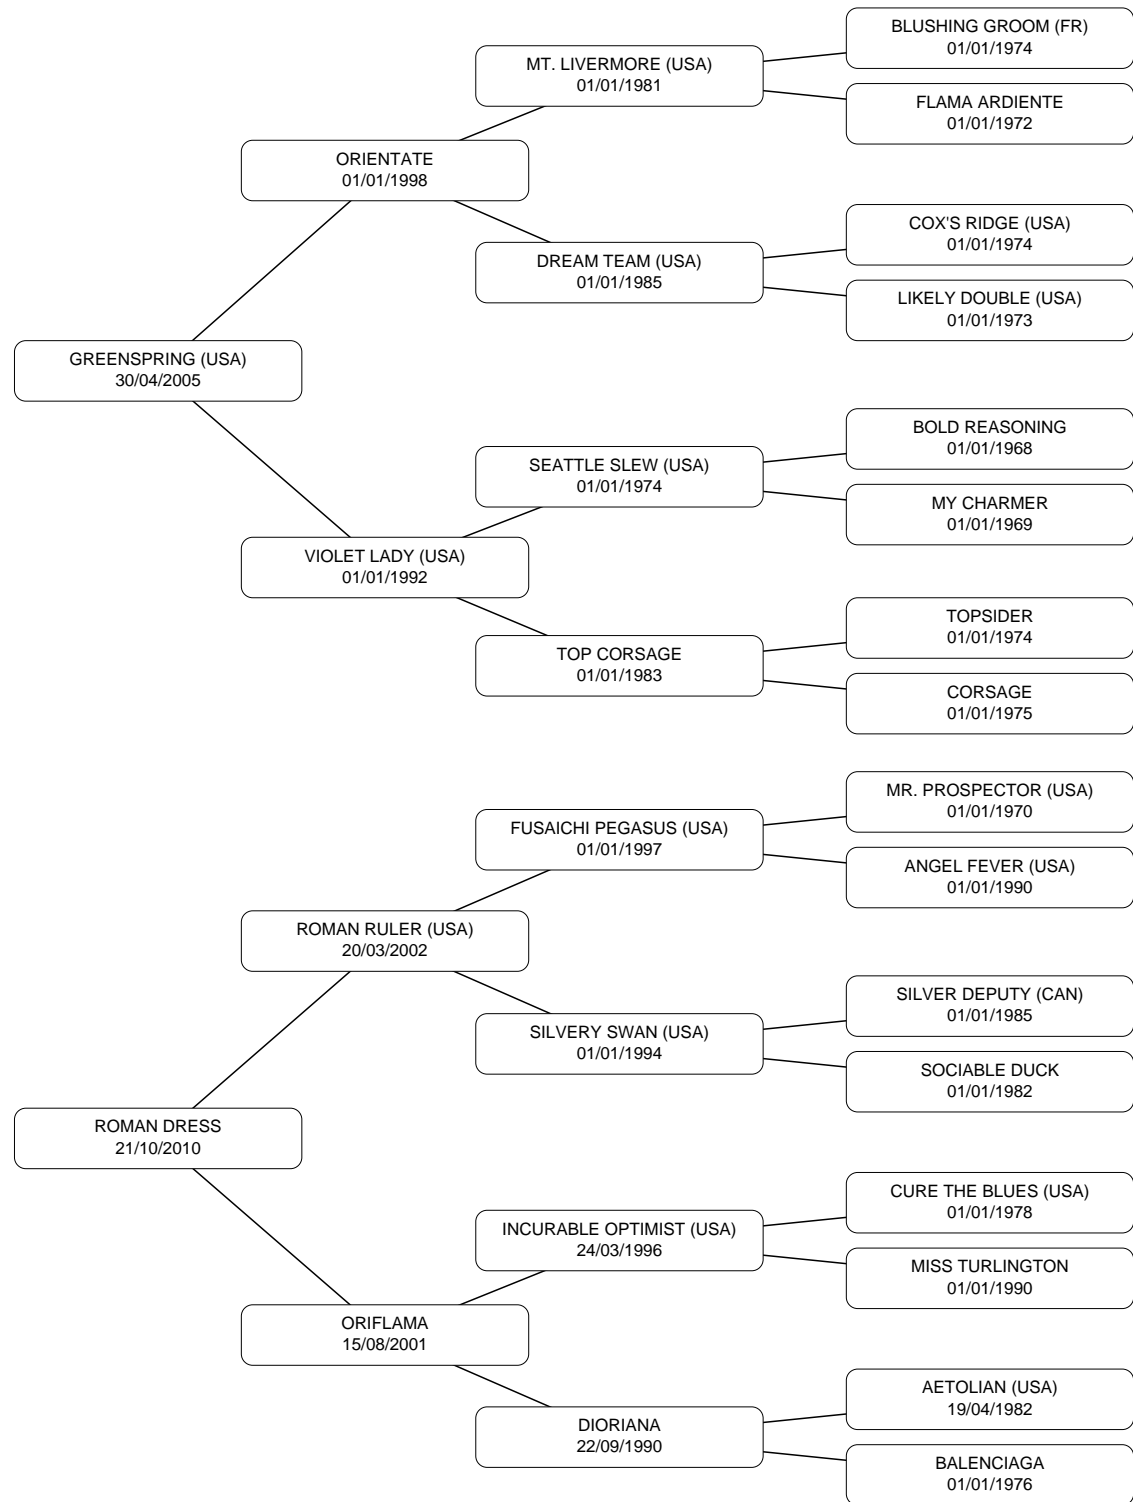 BLUSHING GROOM (FR)
01/01/1974
MT. LIVERMORE (USA)
01/01/1981
FLAMA ARDIENTE
01/01/1972
ORIENTATE
01/01/1998
COX'S RIDGE (USA)
01/01/1974
DREAM TEAM (USA)
01/01/1985
LIKELY DOUBLE (USA)
01/01/1973
GREENSPRING (USA)
30/04/2005
BOLD REASONING
01/01/1968
SEATTLE SLEW (USA)
01/01/1974
MY CHARMER
01/01/1969
VIOLET LADY (USA)
01/01/1992
TOPSIDER
01/01/1974
TOP CORSAGE
01/01/1983
CORSAGE
01/01/1975
MR. PROSPECTOR (USA)
01/01/1970
FUSAICHI PEGASUS (USA)
01/01/1997
ANGEL FEVER (USA)
01/01/1990
ROMAN RULER (USA)
20/03/2002
SILVER DEPUTY (CAN)
01/01/1985
SILVERY SWAN (USA)
01/01/1994
SOCIABLE DUCK
01/01/1982
ROMAN DRESS
21/10/2010
CURE THE BLUES (USA)
01/01/1978
INCURABLE OPTIMIST (USA)
24/03/1996
MISS TURLINGTON
01/01/1990
ORIFLAMA
15/08/2001
AETOLIAN (USA)
19/04/1982
DIORIANA
22/09/1990
BALENCIAGA
01/01/1976